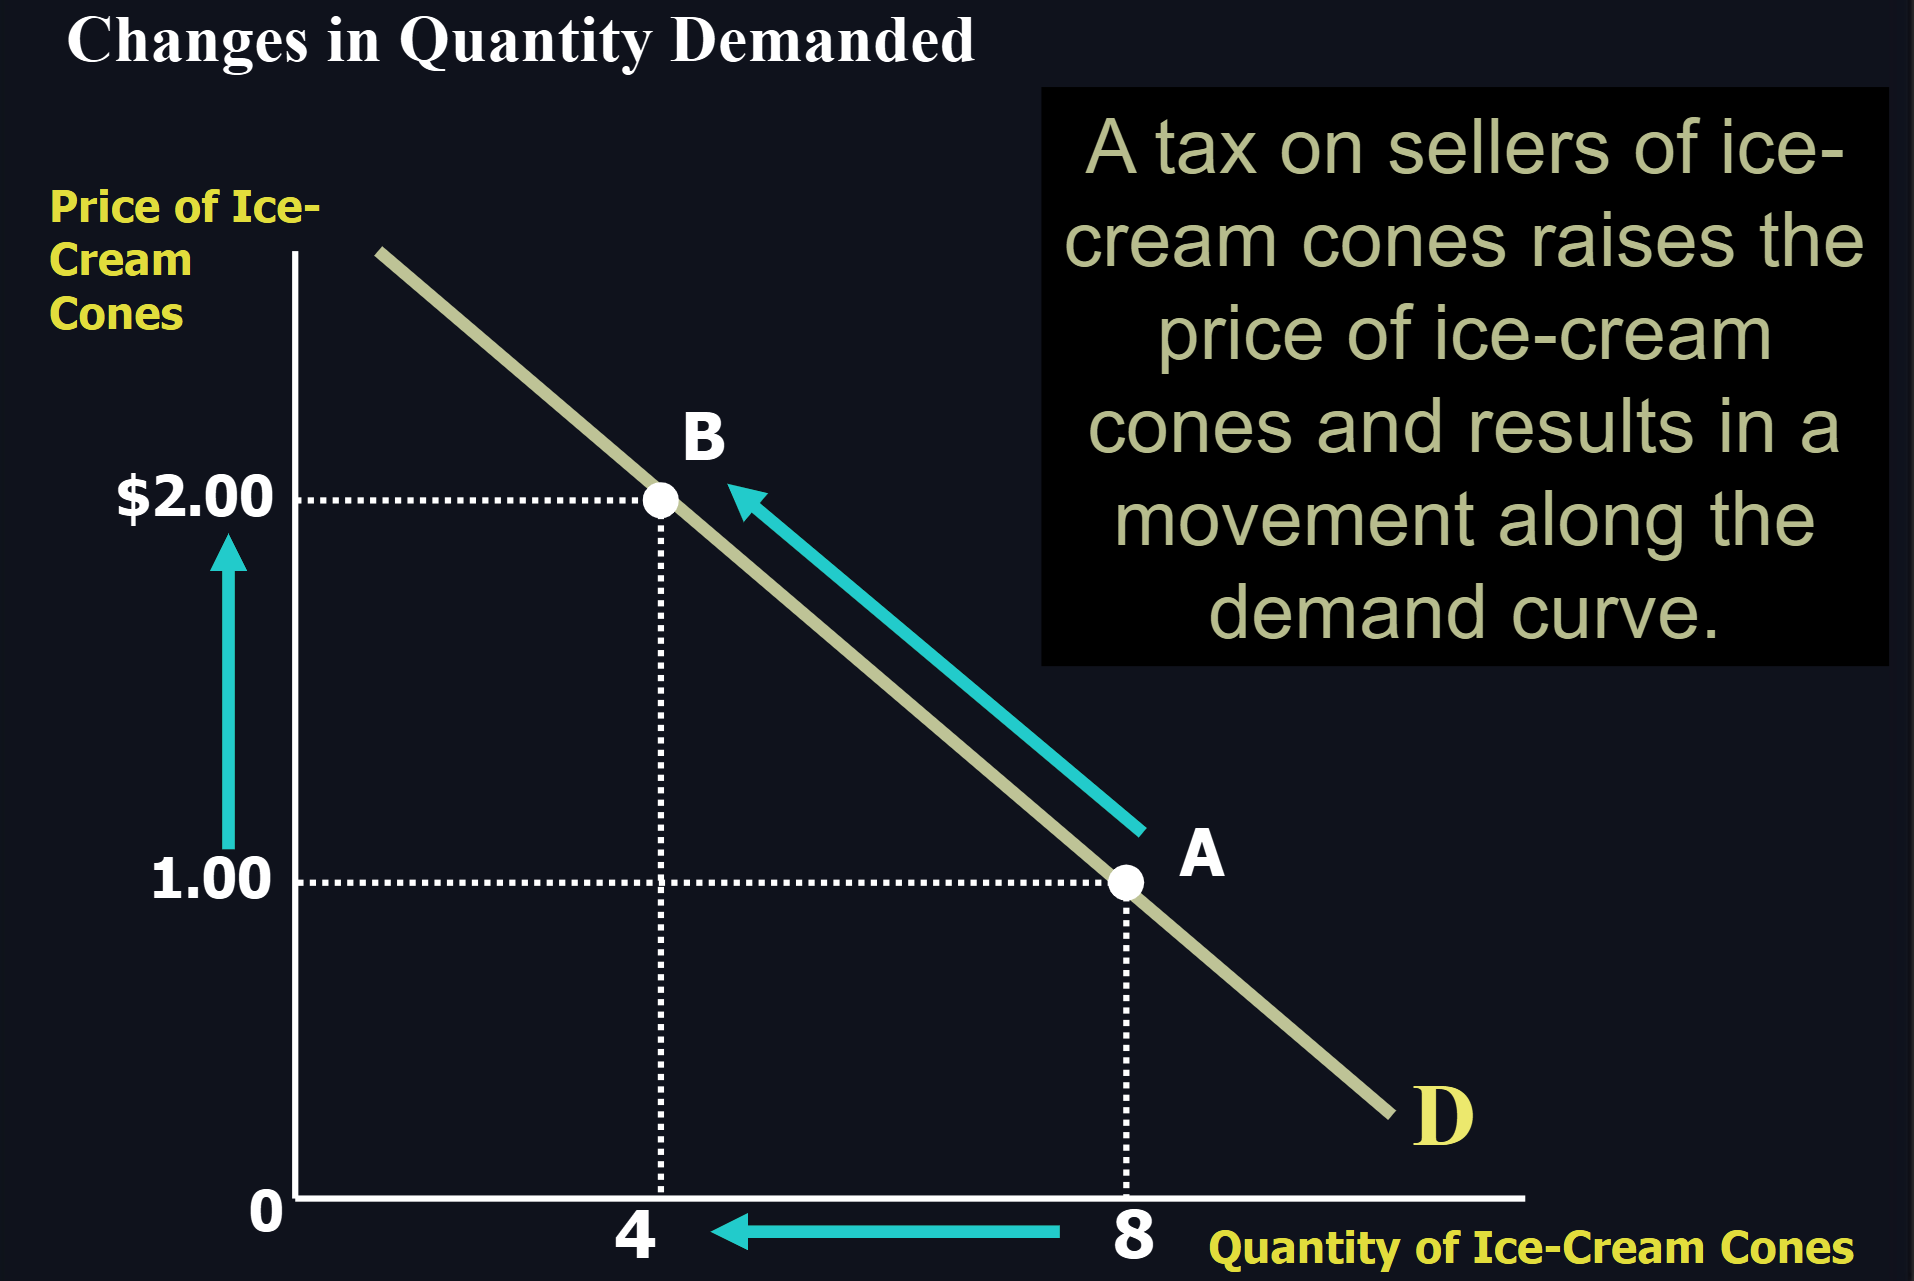 Changes in Quantity Demanded
A tax on sellers of ice-
cream cones raises the
price of ice-cream
cones and results in a
movement along the
demand curve.
Price of Ice-
Cream
Cones
B
$2.00
A
1.00
D
0
4
8
Quantity of Ice-Cream Cones